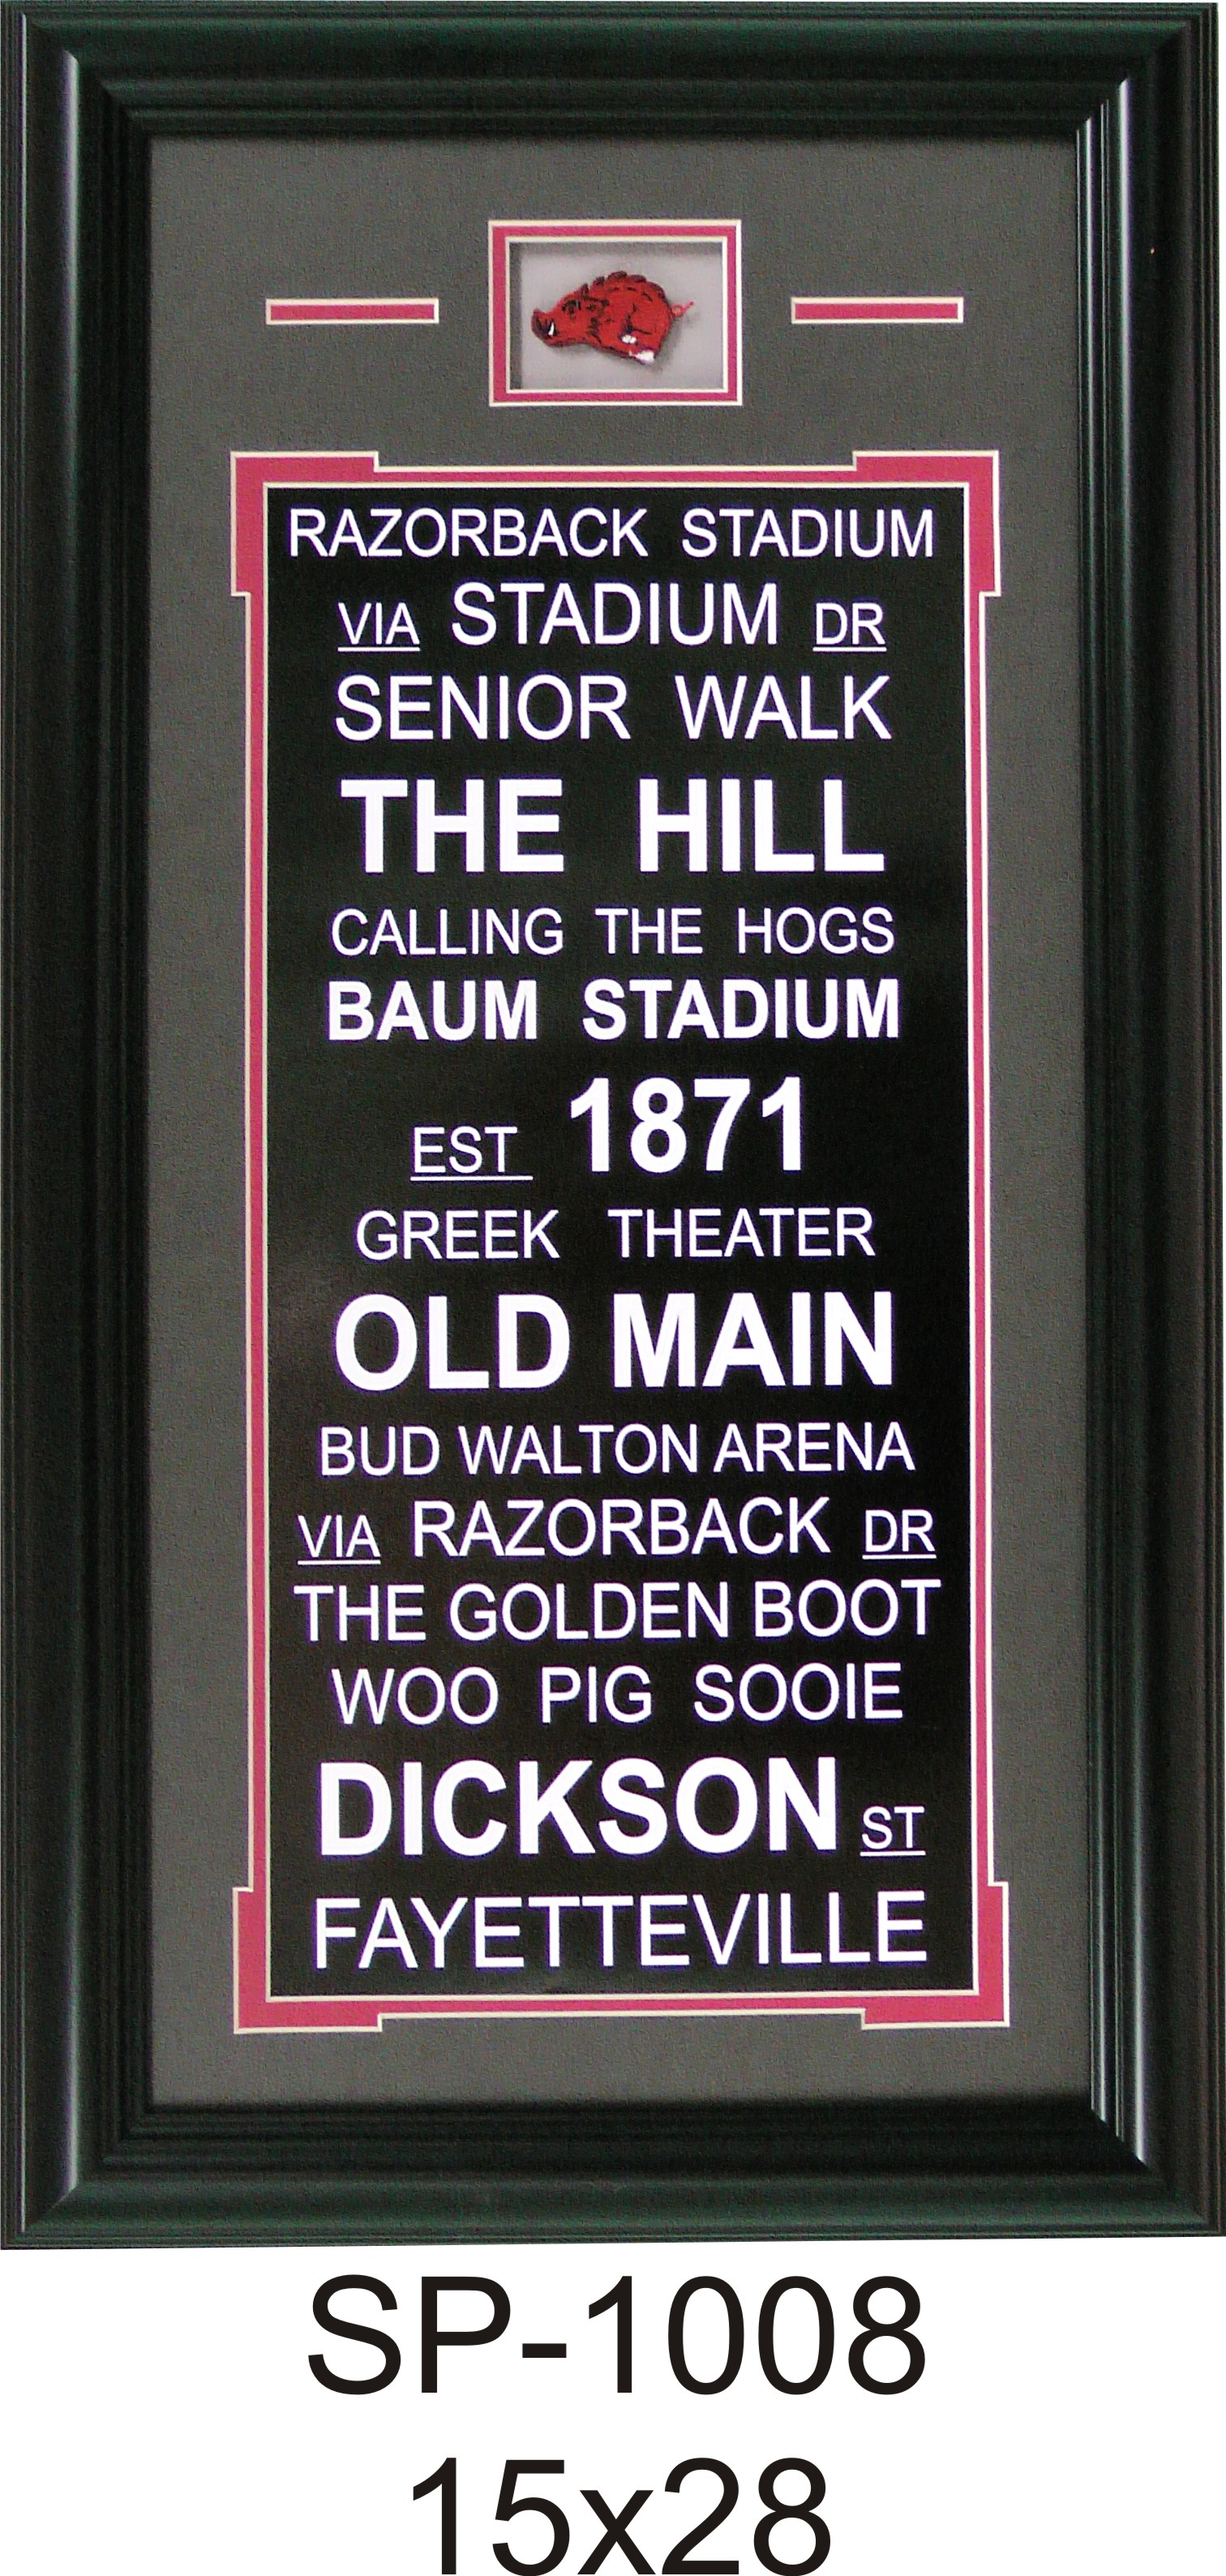 RAZORBACK STADIUM
VIA STADIUM DR
SENIOR WALK
THE HILL
CALLING THE HOGS
BAUM STADIUM
EST 1871
GREEK THEATER
OLD MAIN
BUD WALTON ARENA
VIA RAZORBACK DR
THE GOLDEN BOOT
WOO PIG SOOIE
DICKSON ST
FAYETTEVILLE
SP-1008
15x28